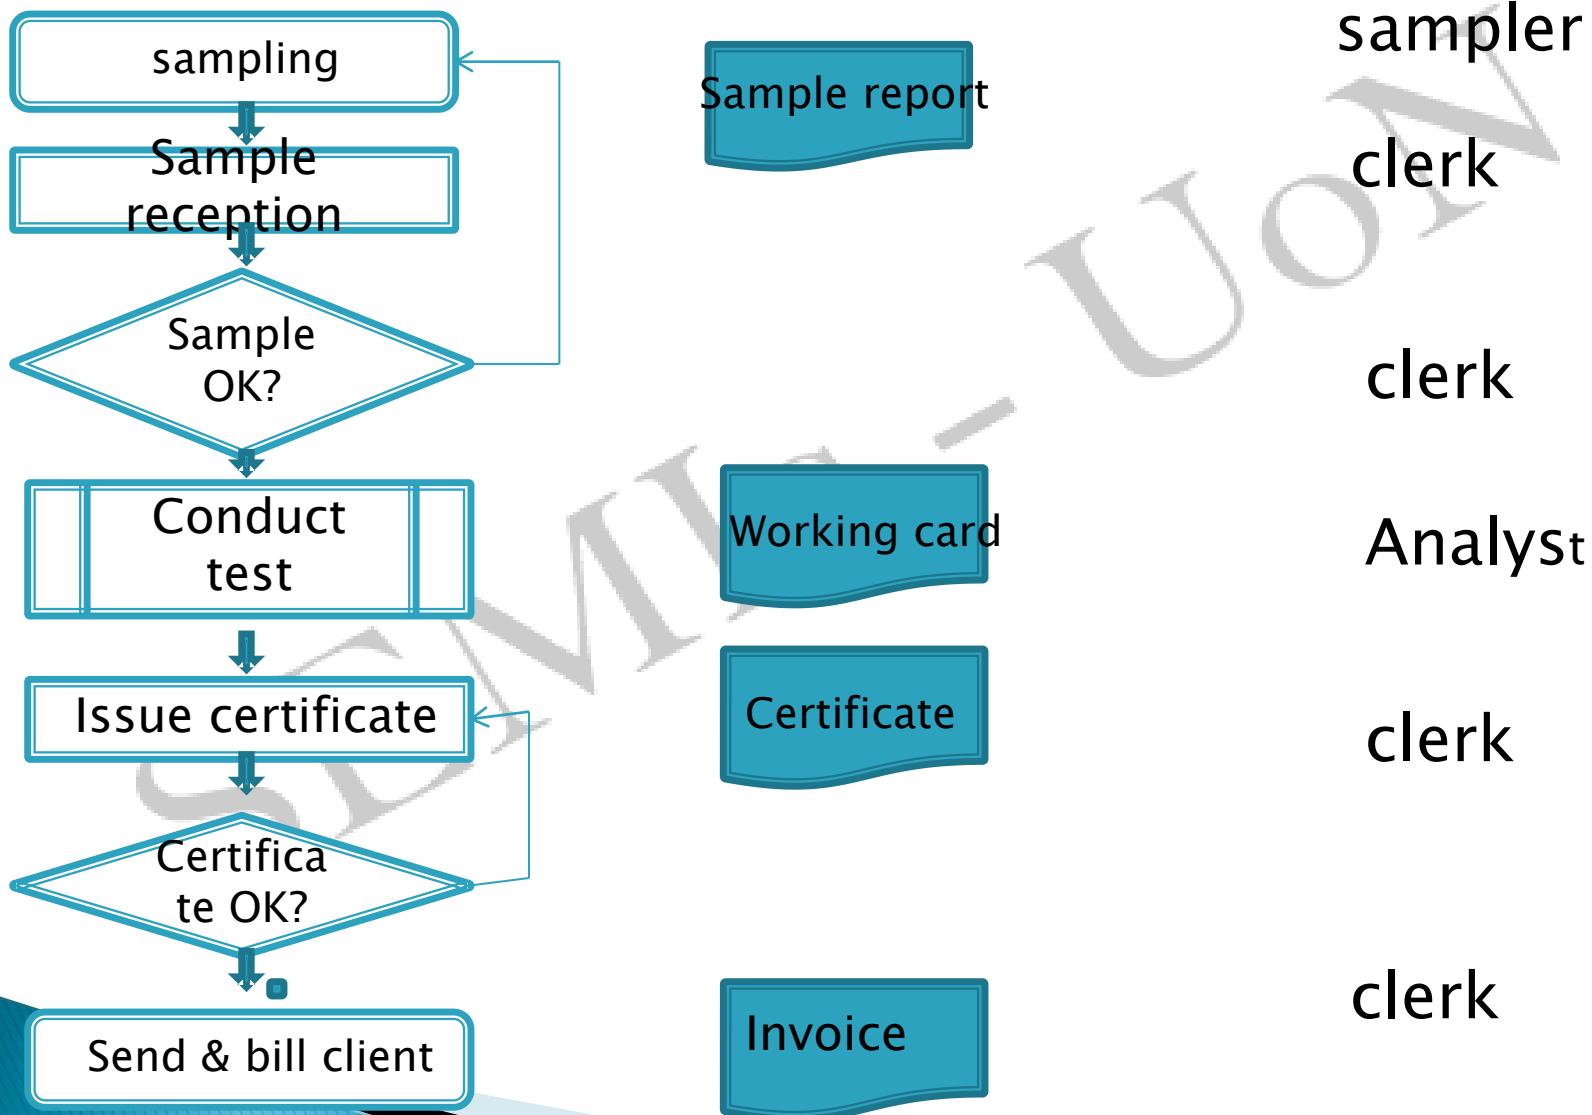 sampling
Sample report
sampler
Sample
reception
clerk
Sample
OK?
clerk
Conduct
test
Working card
Analyst
Issue certificate
Certificate
clerk
Certifica
te OK?
Send & bill client
Invoice
clerk
SEMIs - UoN